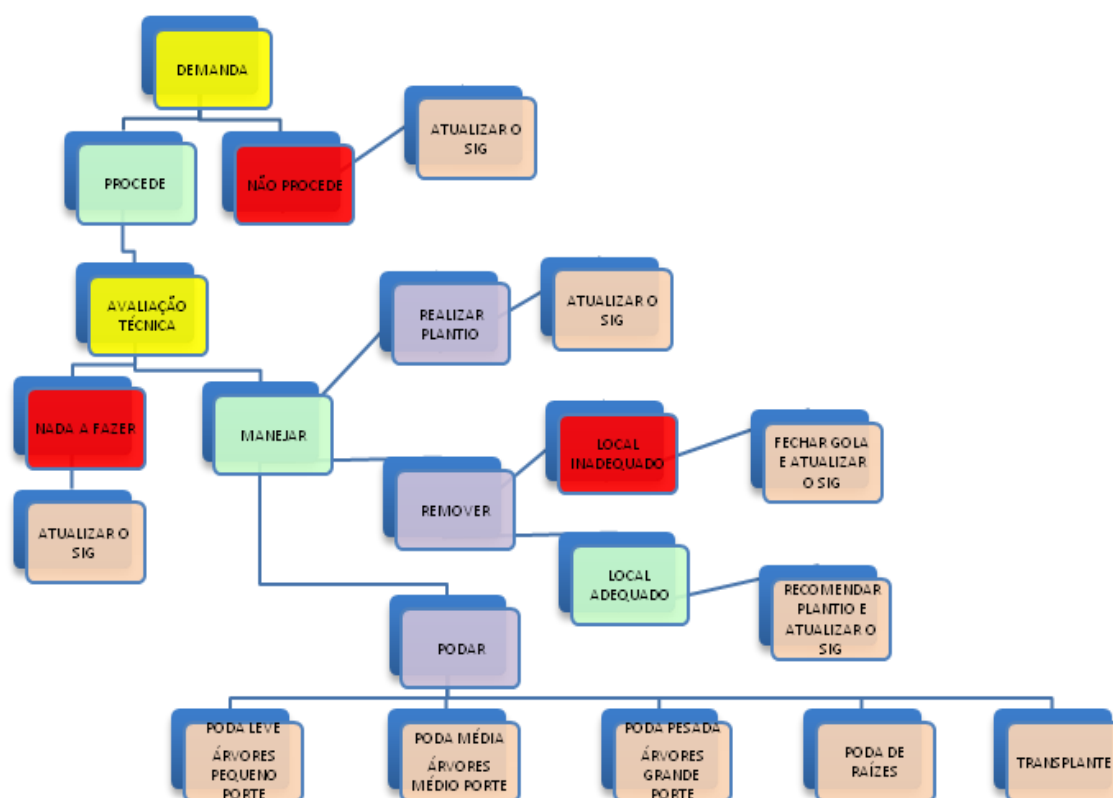 DEMANDA
ATUALIZAR O
SIG
PROCEDE
NÃO PROCEDE
AVALIAÇÃO
TÉCNICA
REALIZAR
PLANTIO
ATUALIZAR O
SIG
NADA A FAZER
MANEJAR
LOCAL
INADEQUADO
FECHAR GOLA
E ATUALIZAR
O SIG
ATUALIZAR O
SIG
REMOVER
LOCAL
ADEQUADO
RECOMENDAR
PLANTIO E
ATUALIZAR O
SIG
PODAR
PODA LEVE
ÁRVORES
PEQUENO
PORTE
PODA MÉDIA
ÁRVORES
MÉDIO PORTE
PODA PESADA
ÁRVORES
GRANDE
PORTE
PODA DE
RAÍZES
TRANSPLANTE